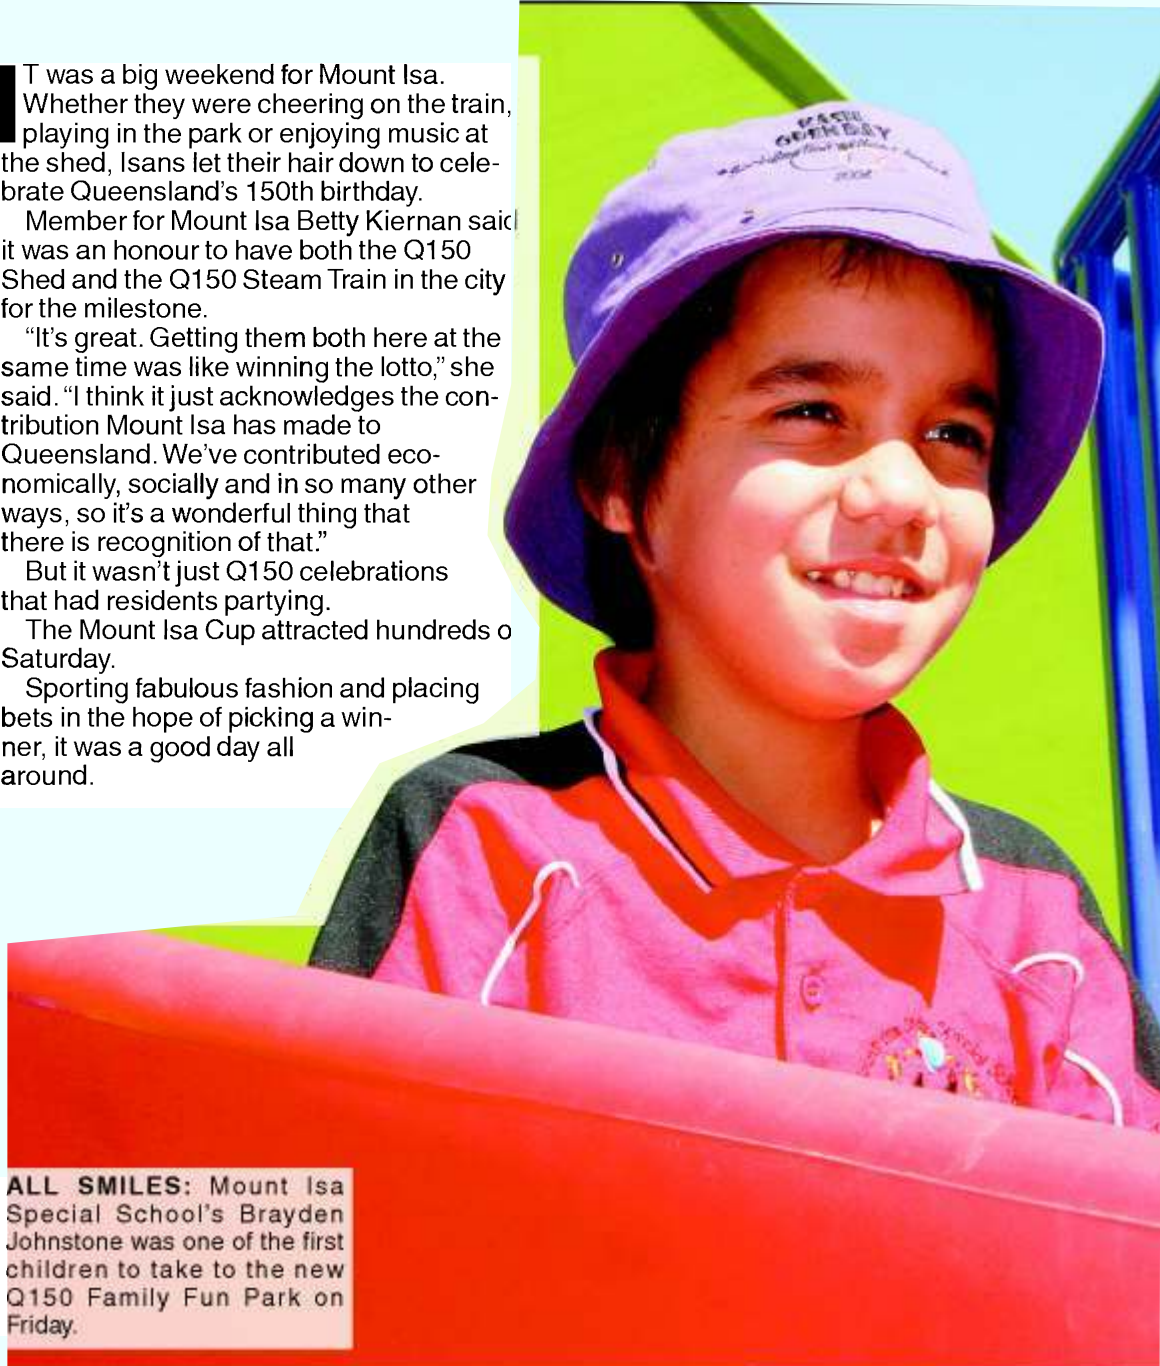 IT was a big weekend for Mount Isa.
Whether they were cheering on the train,
playing in the park or enjoying music at
the shed, Isans let their hair down to cele-
brate Queensland's 150th birthday.
Member for Mount Isa Betty Kiernan said
it was an honour to have both the Q150
Shed and the Q150 Steam Train in the city
for the milestone.
“It's great. Getting them both here at the
same time was like winning the lotto,” she
said. “I think it just acknowledges the con-
tribution Mount Isa has made to
Queensland. We've contributed eco-
nomically, socially and in so many other
ways, so it's a wonderful thing that
there is recognition of that.”
But it wasn't just Q150 celebrations
that had residents partying.
The Mount Isa Cup attracted hundreds o
Saturday.
Sporting fabulous fashion and placing
bets in the hope of picking a win-
ner, it was a good day all
around.
OPEN DAY
2008
ALL SMILES: Mount Isa
Special School's Brayden
Johnstone was one of the first
children to take to the new
Q150 Family Fun Park on
Friday.